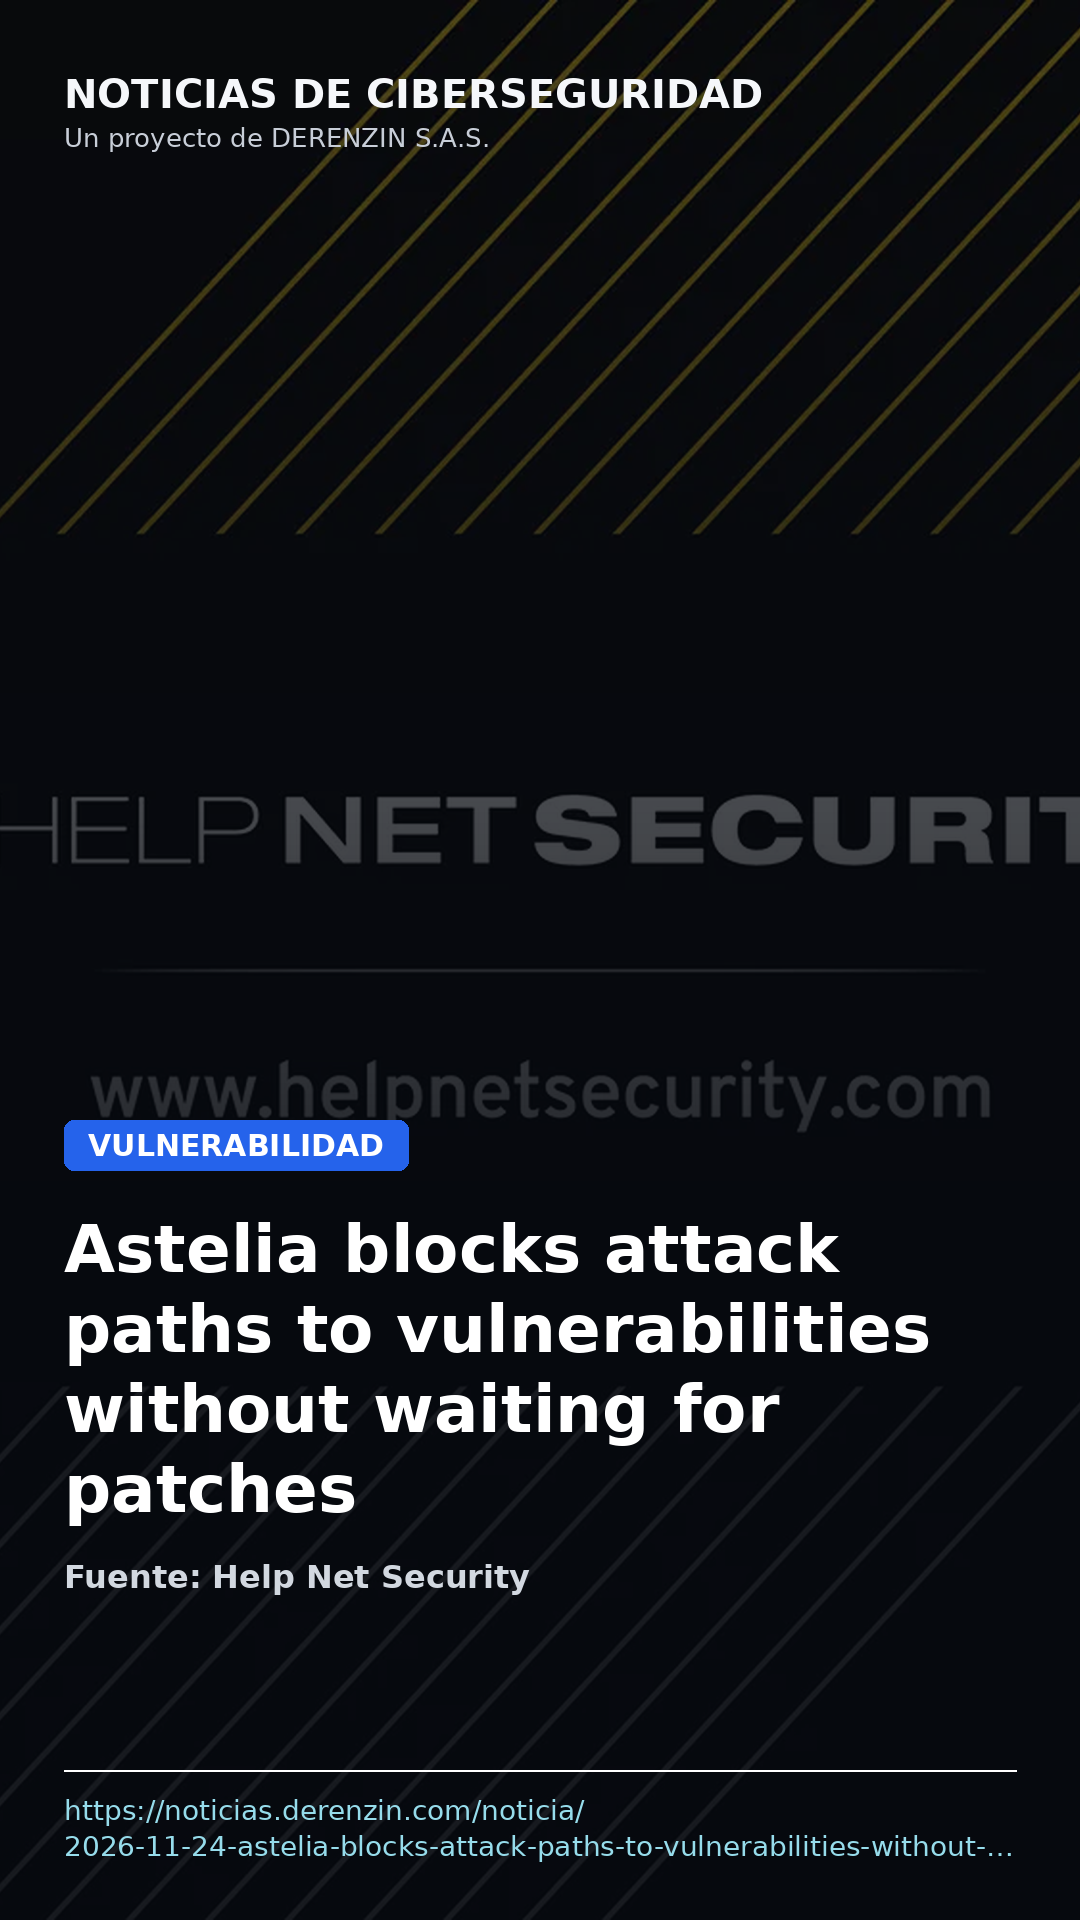 NOTICIAS DE CIBERSEGURIDAD
Un proyecto de DERENZIN S.A.S.
HELP NET SECURIT
www.helpnetsecurity.com
VULNERABILIDAD
Astelia blocks attack
paths to vulnerabilities
without waiting for
patches
Fuente: Help Net Security
https://noticias.derenzin.com/noticia/
2026-11-24-astelia-blocks-attack-paths-to-vulnerabilities-without-...